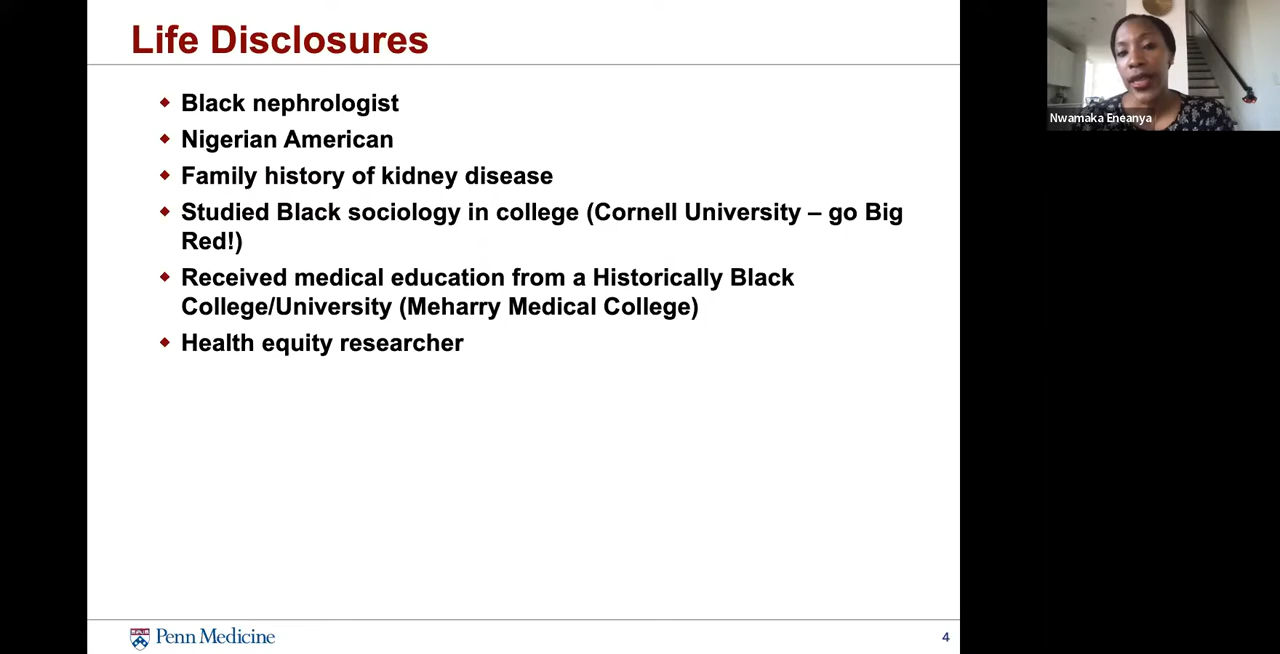 Life Disclosures
Black nephrologist
Nigerian American
Family history of kidney disease
Studied Black sociology in college (Cornell University – go Big
Red!)
Received medical education from a Historically Black
College/University (Meharry Medical College)
Health equity researcher
Penn Medicine
4
Nwamaka Eneanya